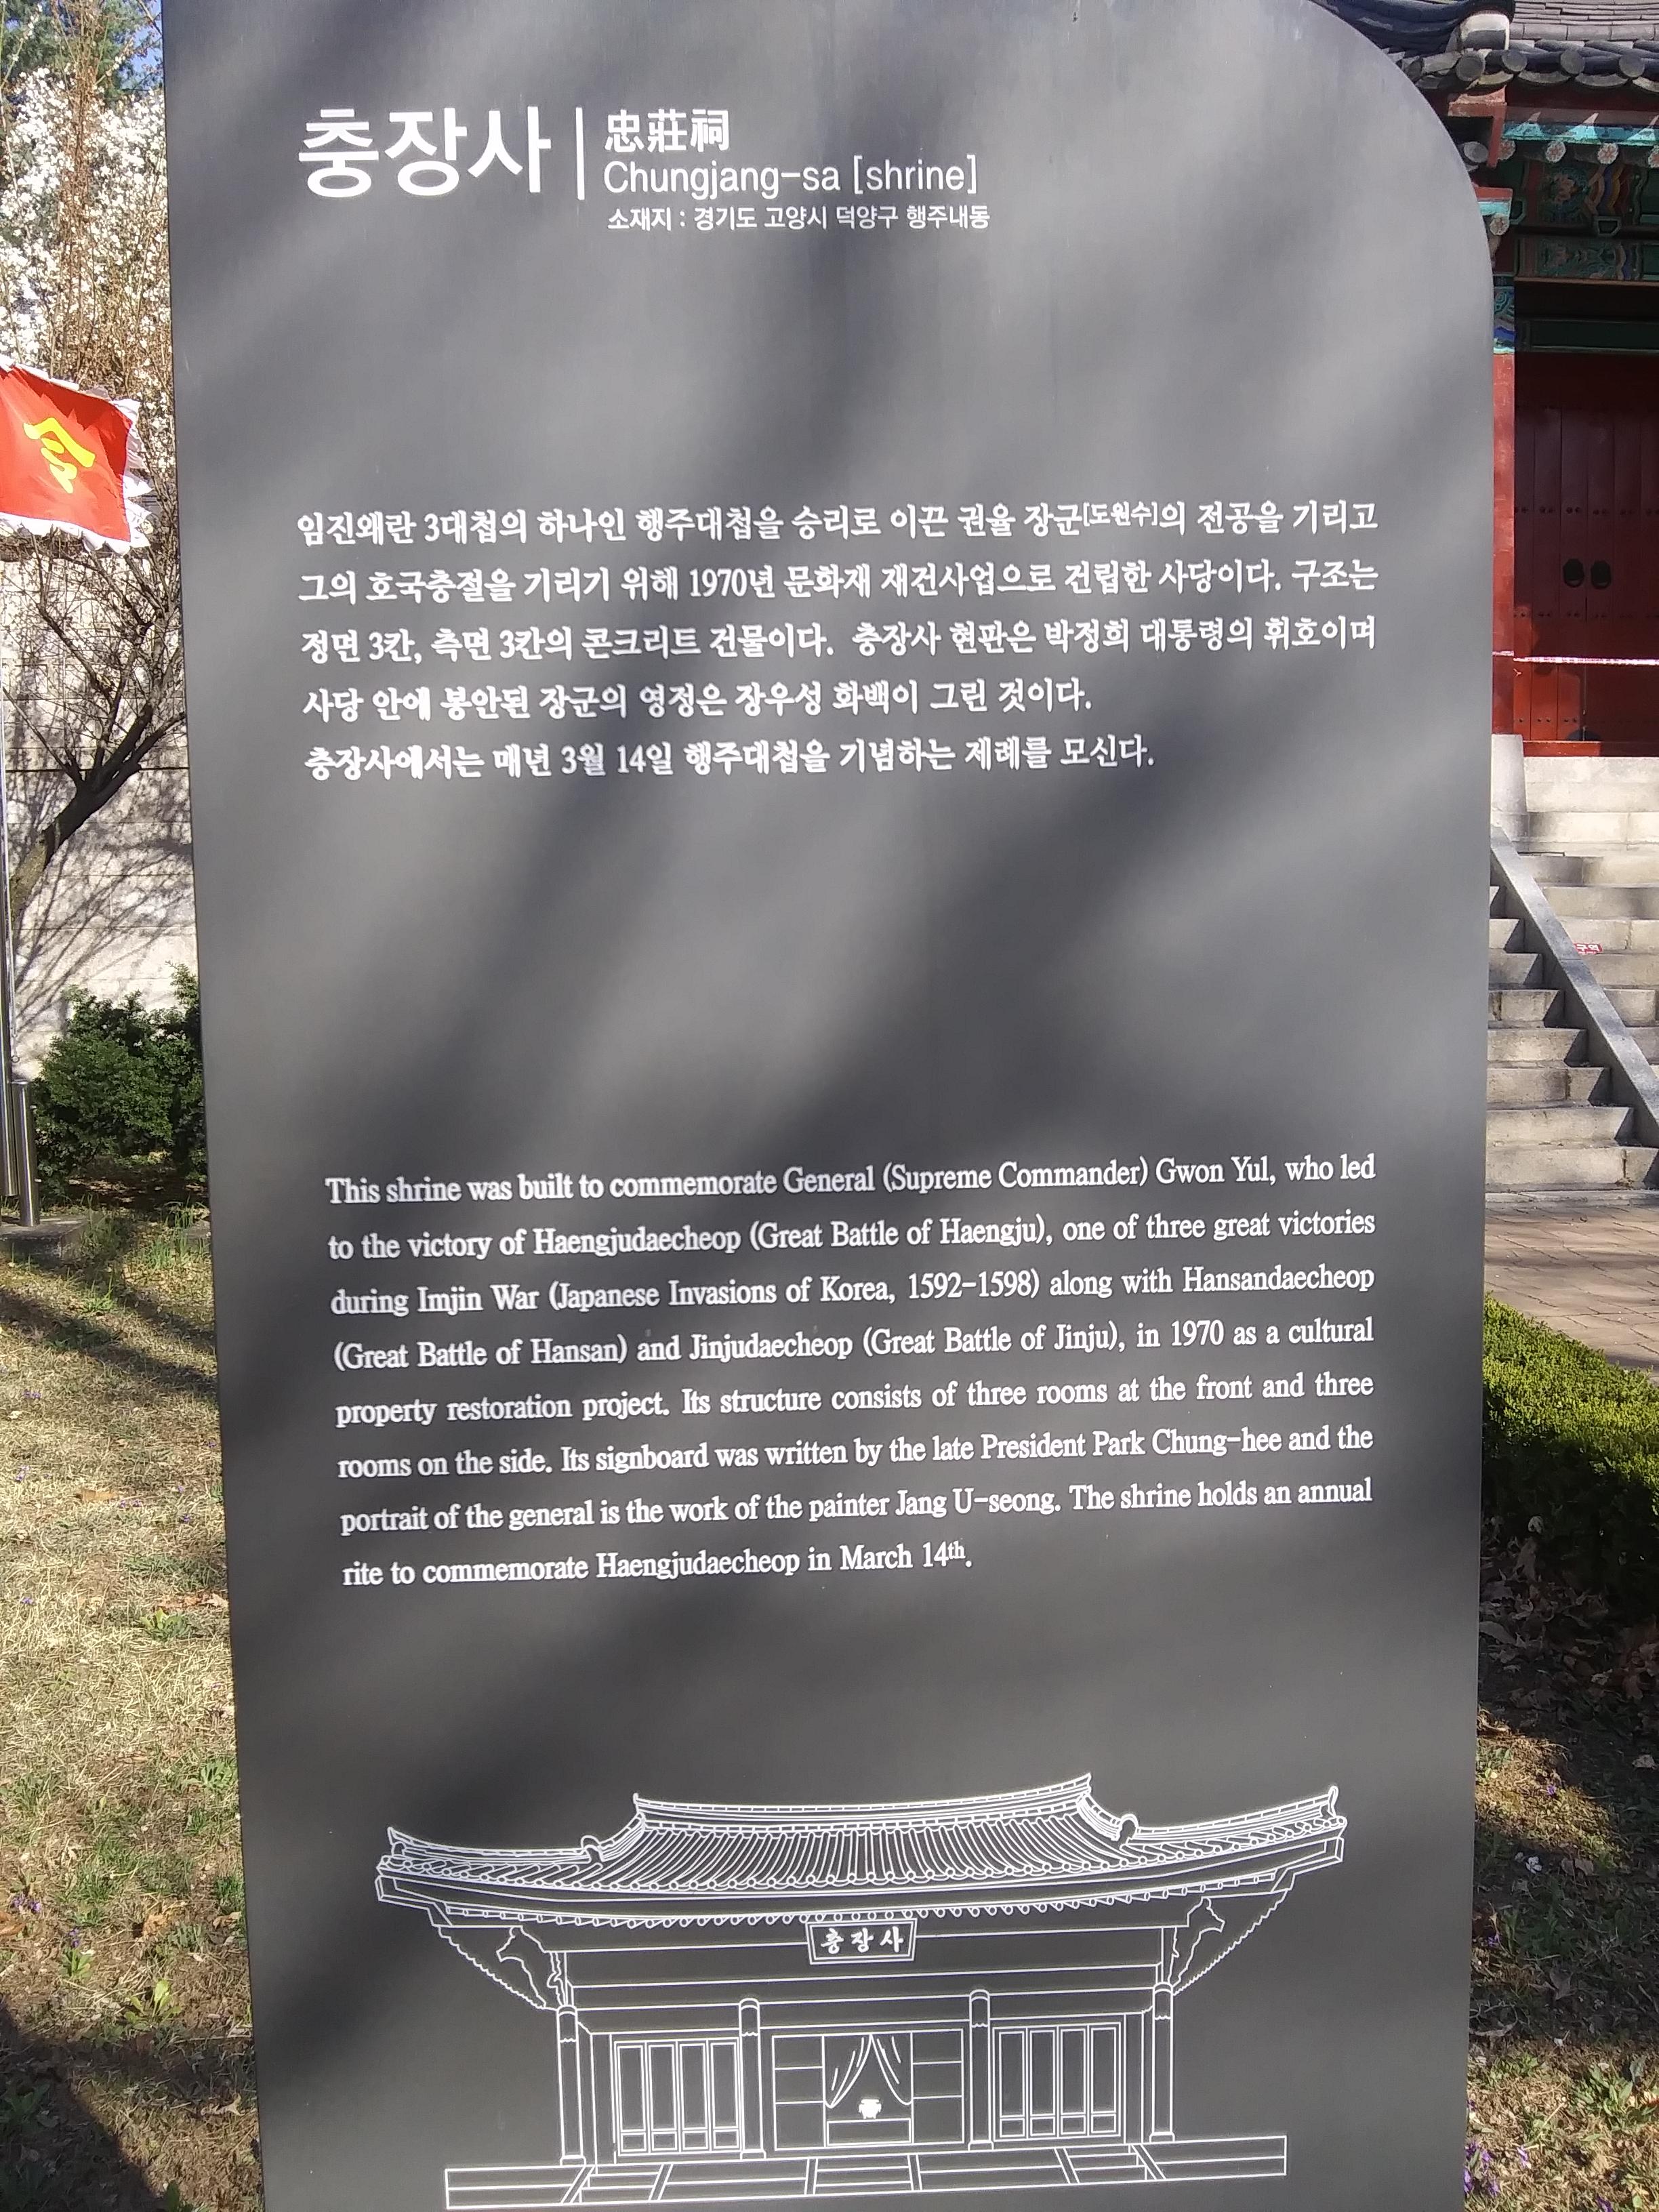 충장사
忠莊祠
Chungjang-sa [shrine]
소재지 : 경기도 고양시 덕양구 행주내동
令
임진왜란 3대첩의 하나인 행주대첩을 승리로 이끈 권율 장군[도원수]의 전공을 기리고
그의 호국충절을 기리기 위해 1970년 문화재 재건사업으로 건립한 사당이다. 구조는
정면 3칸, 측면 3칸의 콘크리트 건물이다. 충장사 현판은 박정희 대통령의 휘호이며
사당 안에 봉안된 장군의 영정은 장우성 화백이 그린 것이다.
충장사에서는 매년 3월 14일 행주대첩을 기념하는 제례를 모신다.
This shrine was built to commemorate General (Supreme Commander) Gwon Yul, who led
to the victory of Haengjudaecheop (Great Battle of Haengju), one of three great victories
during Imjin War (Japanese Invasions of Korea, 1592-1598) along with Hansandaecheop
(Great Battle of Hansan) and Jinjudaecheop (Great Battle of Jinju), in 1970 as a cultural
property restoration project. Its structure consists of three rooms at the front and three
rooms on the side. Its signboard was written by the late President Park Chung-hee and the
portrait of the general is the work of the painter Jang U-seong. The shrine holds an annual
rite to commemorate Haengjudaecheop in March 14th.
충장사